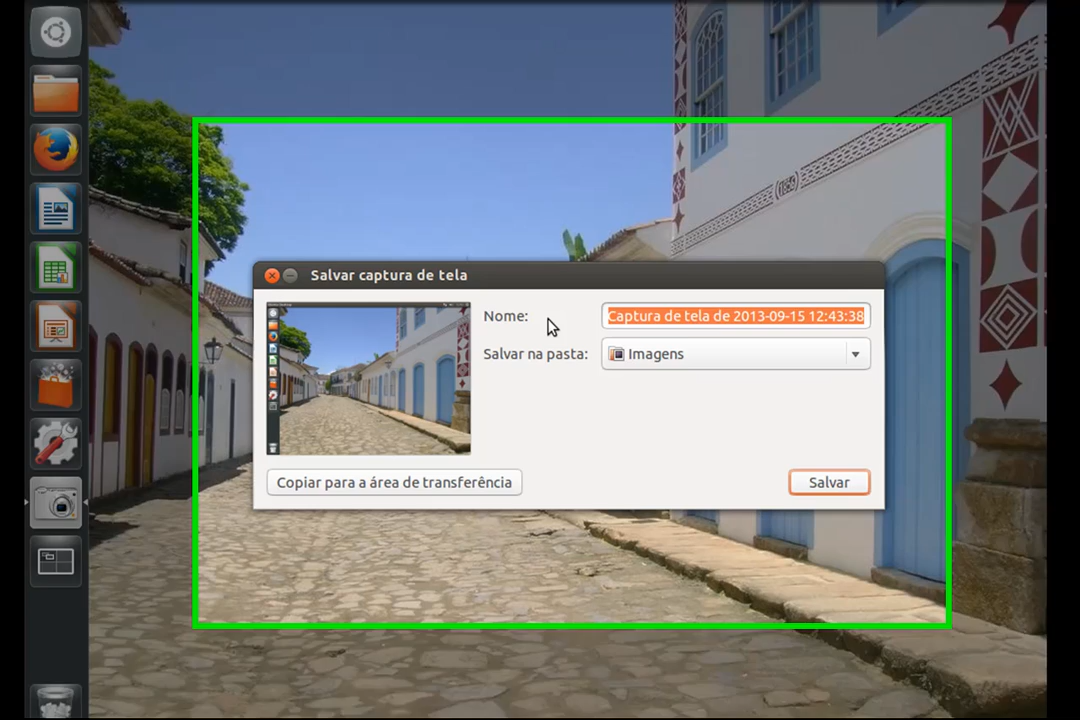 Salvar captura de tela
Nome: Captura de tela de 2013-09-15 12:43:38
Salvar na pasta: Imagens
Copiar para a área de transferência Salvar